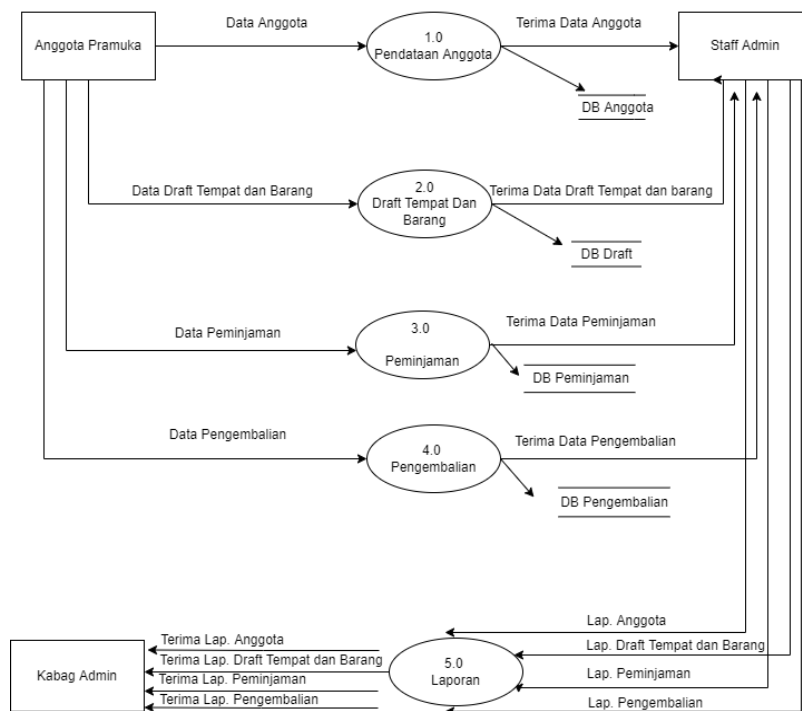 Anggota Pramuka
Data Anggota
1.0
Pendataan Anggota
Terima Data Anggota
Staff Admin
DB Anggota
Data Draft Tempat dan Barang
2.0
Draft Tempat Dan
Barang
Terima Data Draft Tempat dan barang
DB Draft
Data Peminjaman
3.0
Peminjaman
Terima Data Peminjaman
DB Peminjaman
Data Pengembalian
4.0
Pengembalian
Terima Data Pengembalian
DB Pengembalian
Kabag Admin
Terima Lap. Anggota
Terima Lap. Draft Tempat dan Barang
Terima Lap. Peminjaman
Terima Lap. Pengembalian
5.0
Laporan
Lap. Anggota
Lap. Draft Tempat dan Barang
Lap. Peminjaman
Lap. Pengembalian